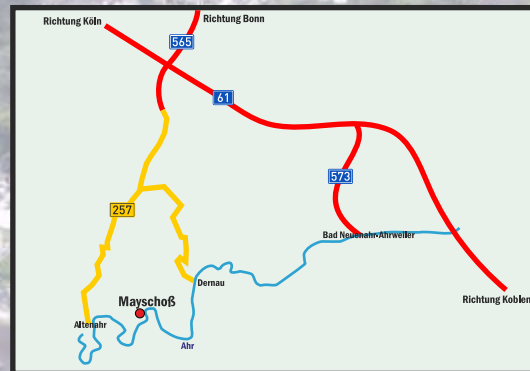 Richtung Köln
Richtung Bonn
565
61
573
257
Bad Neuenahr-Ahrweiler
Dernau
Mayschoß
Richtung Koblen
Altenahr
Ahr